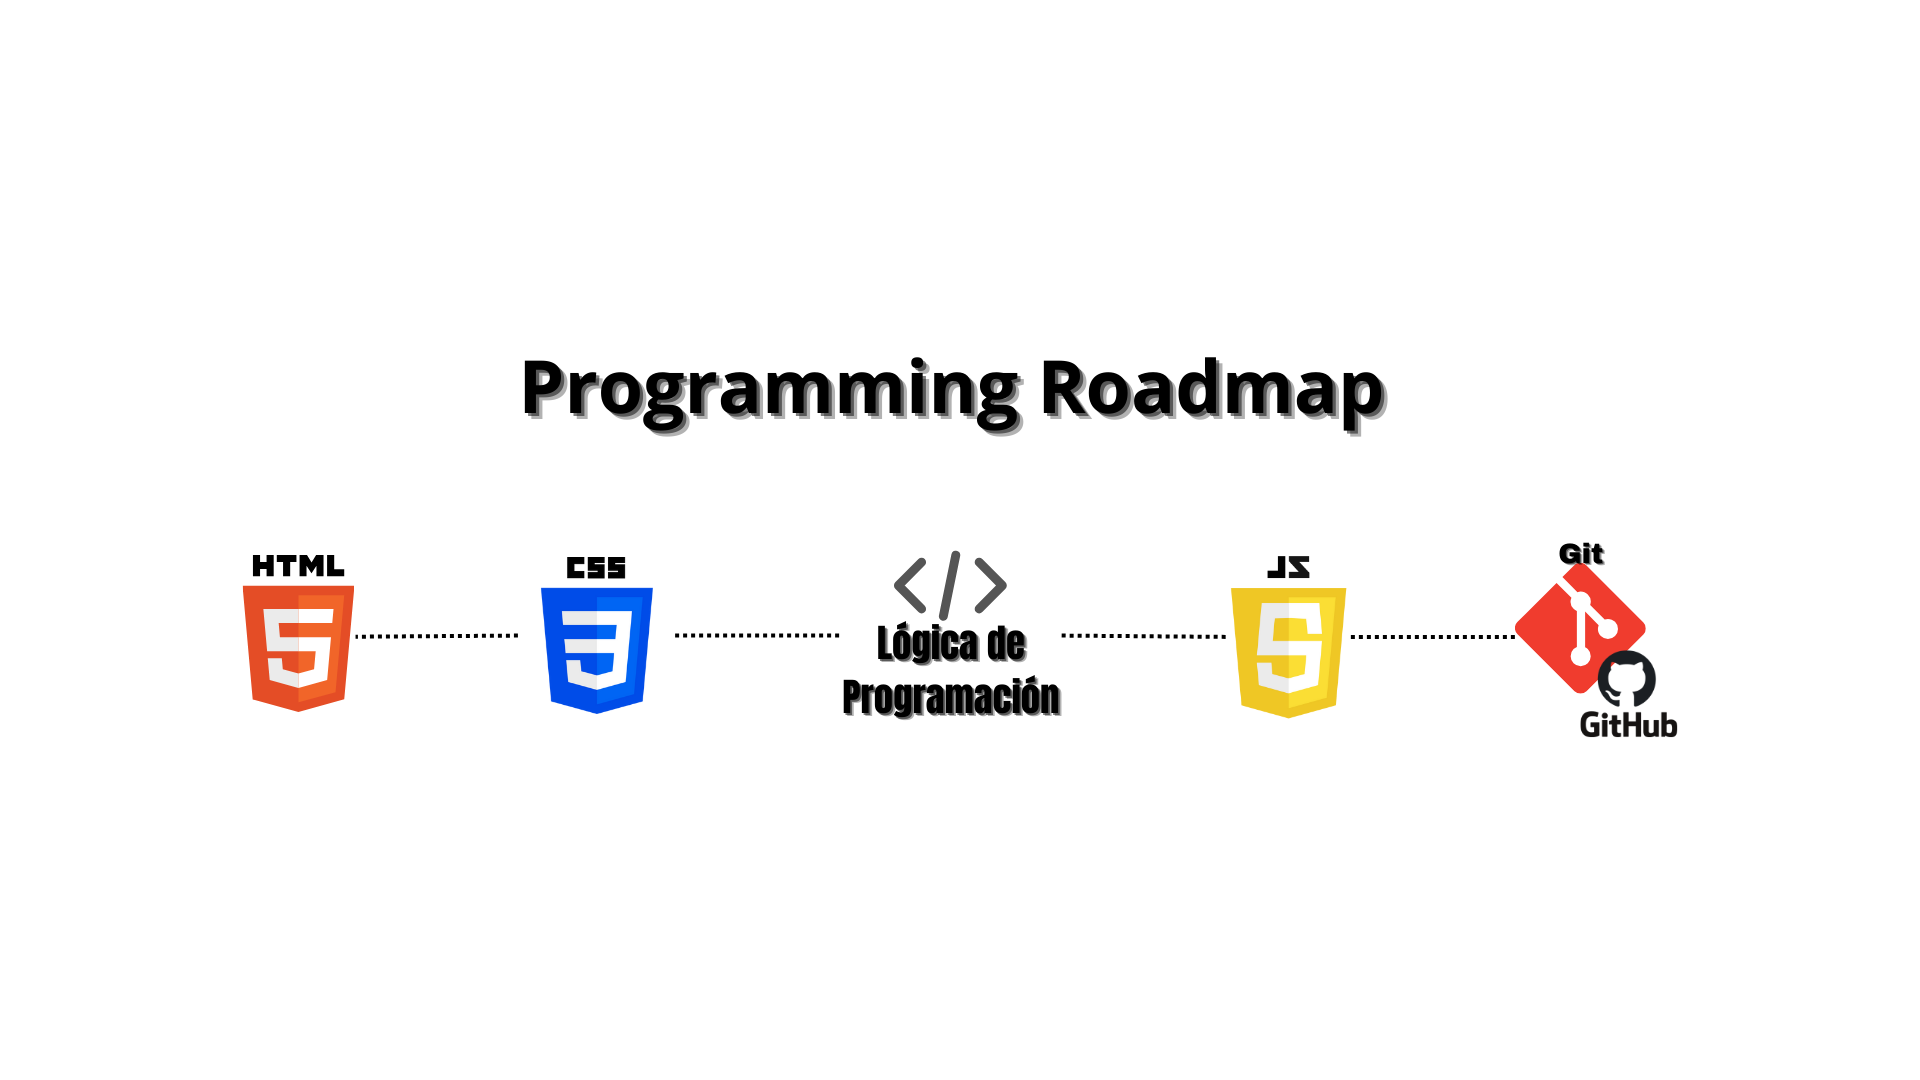 Programming Roadmap
HTML
CSS
</>
Lógica de
Programación
JS
Git
GitHub